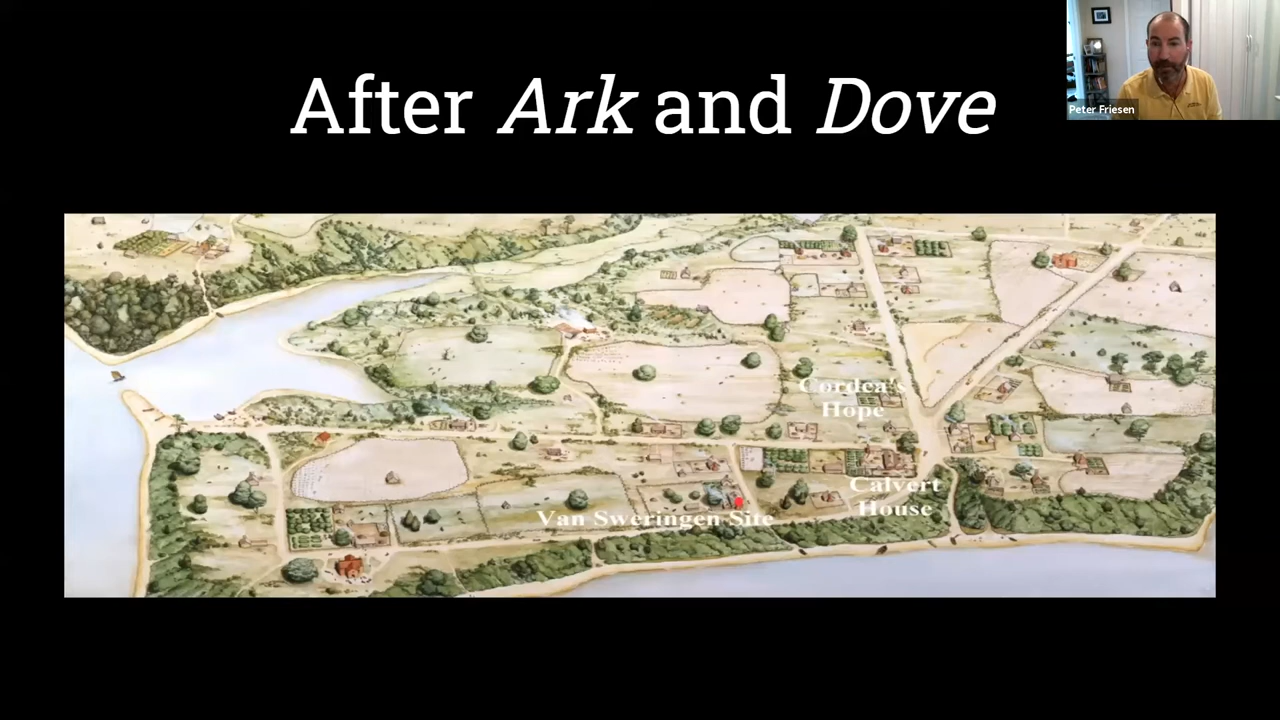 After Ark and Dove
Peter Friesen
Cordea's
Hope
Calvert
House
Van Sweringen Site